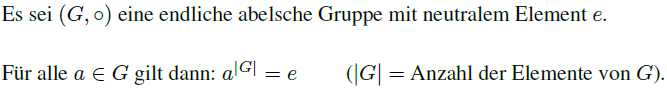 Es sei (G, ∘) eine endliche abelsche Gruppe mit neutralem Element e.
Für alle a ∈ G gilt dann: a^{|G|} = e (|G| = Anzahl der Elemente von G).